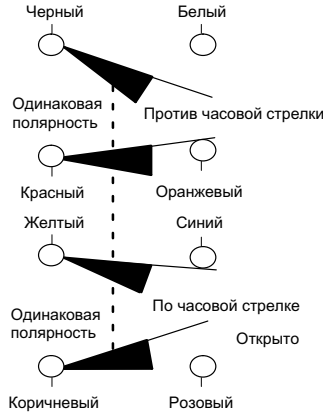 Черный Белый
Одинаковая
полярность
Против часовой стрелки
Красный Оранжевый
Желтый Синий
По часовой стрелке
Одинаковая
полярность
Открыто
Коричневый Розовый